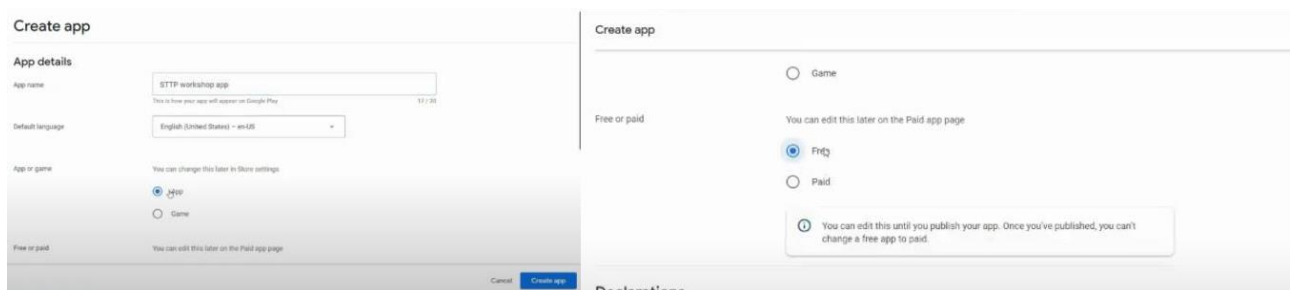 Create app
App details
App name
STTP workshop app
This is how your app will appear on Google Play
Default language
English (United States) – en-US
App or game
You can change this later in Store settings
App
Game
Free or paid
You can edit this later on the Paid app page
Cancel
Create app
Create app
Game
Free or paid
You can edit this later on the Paid app page
Free
Paid
You can edit this until you publish your app. Once you've published, you can't
change a free app to paid.
Declarations